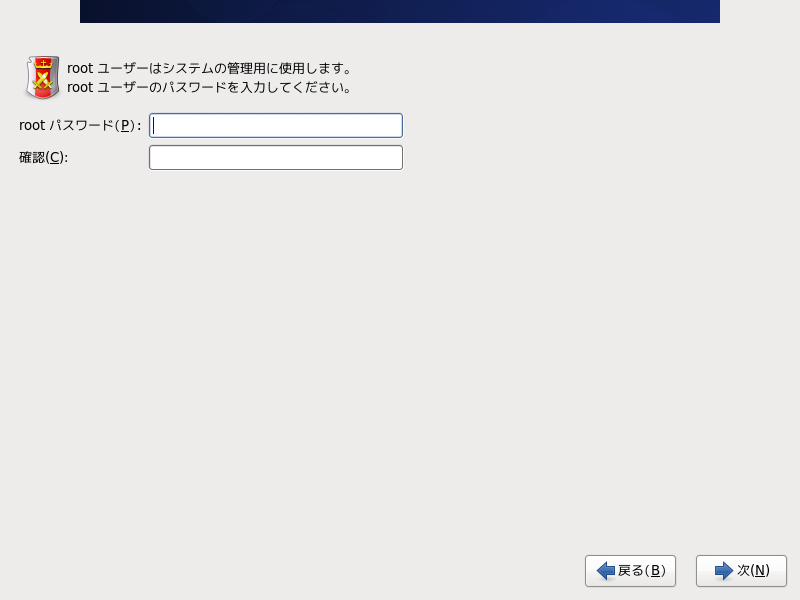 root ユーザーはシステムの管理用に使用します。
root ユーザーのパスワードを入力してください。
root パスワード(P):
確認(C):
戻る(B)
次(N)